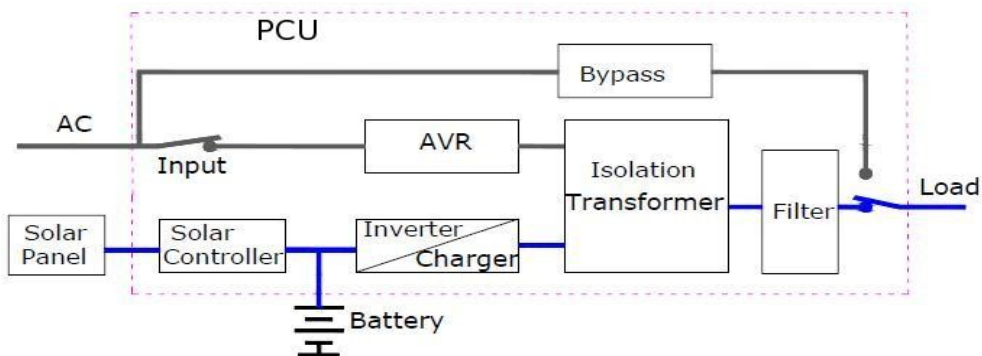 PCU
Bypass
AC
Input
AVR
Isolation
Transformer
Filter
Load
Solar
Panel
Solar
Controller
Inverter
Charger
Battery